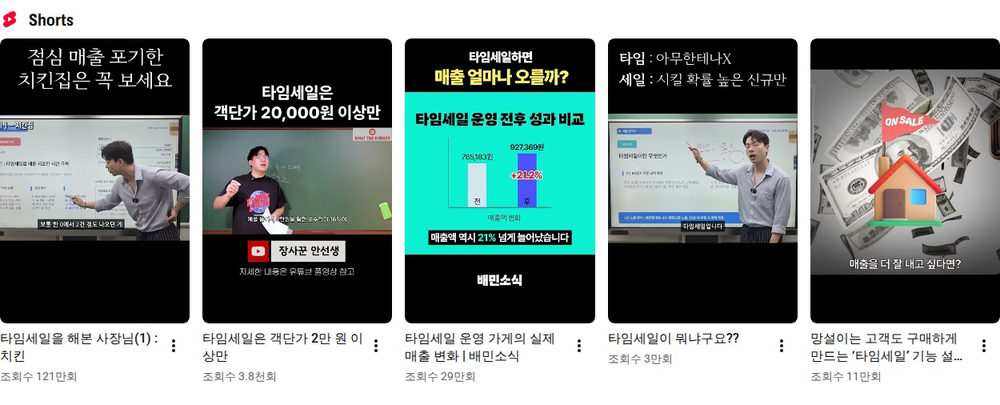 Shorts
점심 매출 포기한
치킨집은 꼭 보세요
보통 한 0에서 2건 정도 나오던 게
타임세일을 해본 사장님(1) :
치킨
조회수 121만회
타임세일은
객단가 20,000원 이상만
WHAT THE BURGER
장사꾼 안선생
자세한 내용은 유튜브 풀영상 참고
타임세일은 객단가 2만 원 이
상만
조회수 3.8천회
타임세일하면
매출 얼마나 오를까?
타임세일 운영 전후 성과 비교
765,183원
927,369원
+21.2%
전
후
매출액 변화
매출액 역시 21% 넘게 늘어났습니다
배민소식
타임세일 운영 가게의 실제
매출 변화 | 배민소식
조회수 29만회
타임 : 아무한테나X
세일 : 시킬 확률 높은 신규만
타임세일이란 무엇인가
타임세일입니다
타임세일이 뭐냐구요??
조회수 3만회
ON SALE
매출을 더 잘 내고 싶다면?
망설이는 고객도 구매하게
만드는 ‘타임세일’ 기능 설...
조회수 11만회